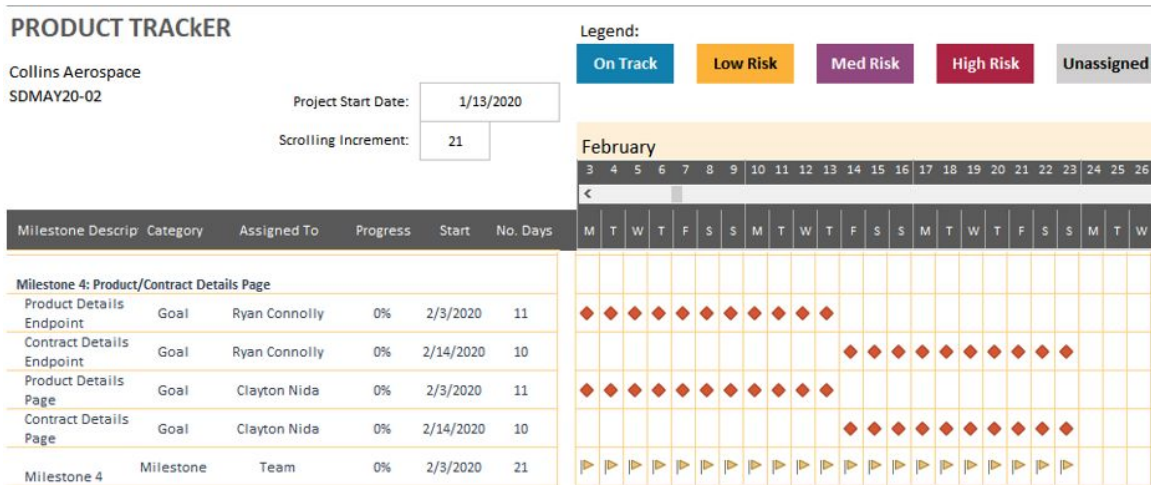 PRODUCT TRACkER
Collins Aerospace
SDMAY20-02
Project Start Date: 1/13/2020
Scrolling Increment: 21
Legend:
On Track Low Risk Med Risk High Risk Unassigned
February
3 4 5 6 7 8 9 10 11 12 13 14 15 16 17 18 19 20 21 22 23 24 25 26
Milestone Descrip Category Assigned To Progress Start No. Days M T W T F S S M T W T F S S M T W T F S S M T W
Milestone 4: Product/Contract Details Page
Product Details
Endpoint Goal Ryan Connolly 0% 2/3/2020 11
Contract Details
Endpoint Goal Ryan Connolly 0% 2/14/2020 10
Product Details
Page Goal Clayton Nida 0% 2/3/2020 11
Contract Details
Page Goal Clayton Nida 0% 2/14/2020 10
Milestone 4 Milestone Team 0% 2/3/2020 21